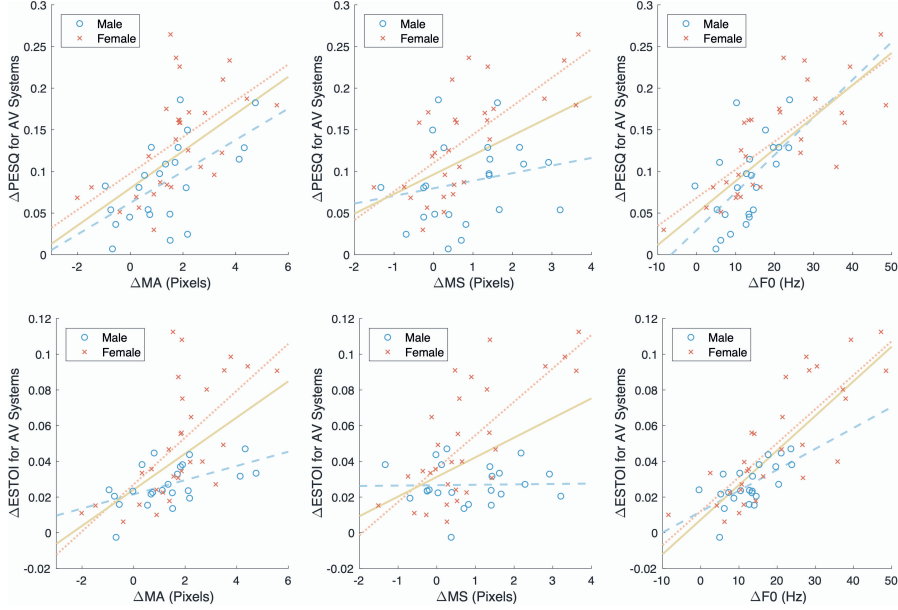 0.3
0.25
0.2
0.15
0.1
0.05
0
ΔPESQ for AV Systems
Male
Female
-3 -2 0 2 4 6
ΔMA (Pixels)
0.3
0.25
0.2
0.15
0.1
0.05
0
ΔPESQ for AV Systems
Male
Female
-2 -1 0 1 2 3 4
ΔMS (Pixels)
0.3
0.25
0.2
0.15
0.1
0.05
0
ΔPESQ for AV Systems
Male
Female
-10 0 10 20 30 40 50
ΔF0 (Hz)
0.12
0.1
0.08
0.06
0.04
0.02
0
-0.02
ΔESTOI for AV Systems
Male
Female
-3 -2 0 2 4 6
ΔMA (Pixels)
0.12
0.1
0.08
0.06
0.04
0.02
0
-0.02
ΔESTOI for AV Systems
Male
Female
-2 -1 0 1 2 3 4
ΔMS (Pixels)
0.12
0.1
0.08
0.06
0.04
0.02
0
-0.02
ΔESTOI for AV Systems
Male
Female
-10 0 10 20 30 40 50
ΔF0 (Hz)